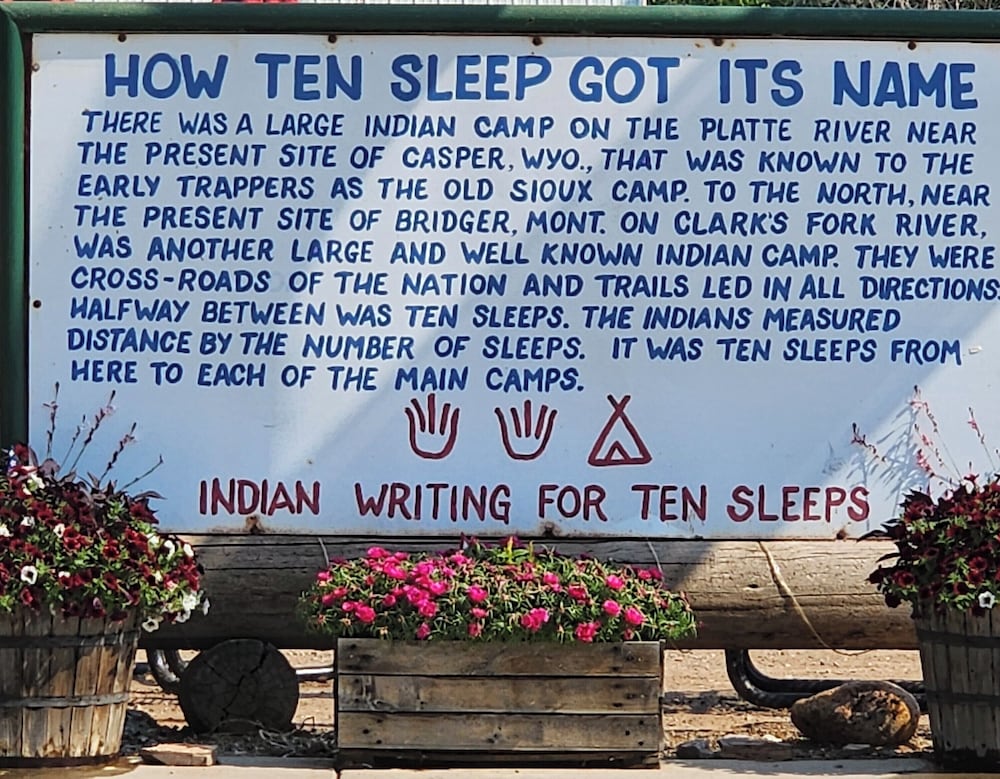 HOW TEN SLEEP GOT ITS NAME
THERE WAS A LARGE INDIAN CAMP ON THE PLATTE RIVER NEAR
THE PRESENT SITE OF CASPER, WYO., THAT WAS KNOWN TO THE
EARLY TRAPPERS AS THE OLD SIOUX CAMP. TO THE NORTH, NEAR
THE PRESENT SITE OF BRIDGER, MONT. ON CLARK'S FORK RIVER,
WAS ANOTHER LARGE AND WELL KNOWN INDIAN CAMP. THEY WERE
CROSS-ROADS OF THE NATION AND TRAILS LED IN ALL DIRECTIONS
HALFWAY BETWEEN WAS TEN SLEEPS. THE INDIANS MEASURED
DISTANCE BY THE NUMBER OF SLEEPS. IT WAS TEN SLEEPS FROM
HERE TO EACH OF THE MAIN CAMPS.
INDIAN WRITING FOR TEN SLEEPS